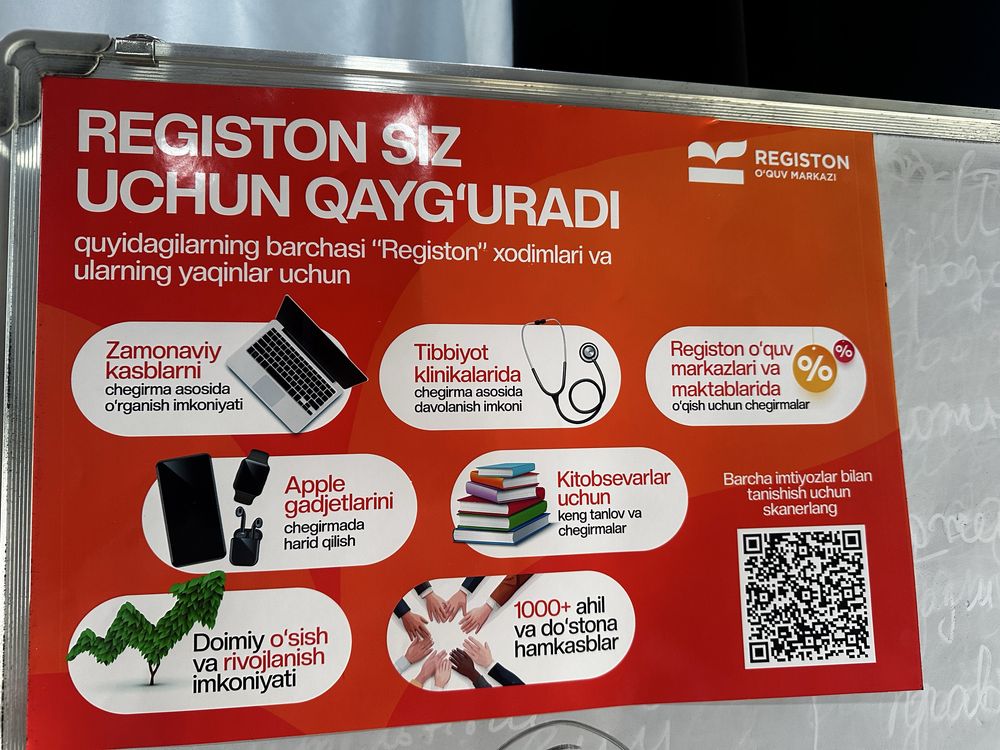 REGISTON SIZ
UCHUN QAYG‘URADI
quyidagilarning barchasi “Registon” xodimlari va
ularning yaqinlar uchun
REGISTON
O‘QUV MARKAZI
Zamonaviy
kasblarni
chegirma asosida
o‘rganish imkoniyati
Tibbiyot
klinikalarida
chegirma asosida
davolanish imkoni
Registon o‘quv
markazlari va
maktablarida
o‘qish uchun chegirmalar
%
%
Apple
gadjetlarini
chegirmada
harid qilish
Kitobsevarlar
uchun
keng tanlov va
chegirmalar
Barcha imtiyozlar bilan
tanishish uchun
skanerlang
Doimiy o‘sish
va rivojlanish
imkoniyati
1000+ ahil
va do‘stona
hamkasblar